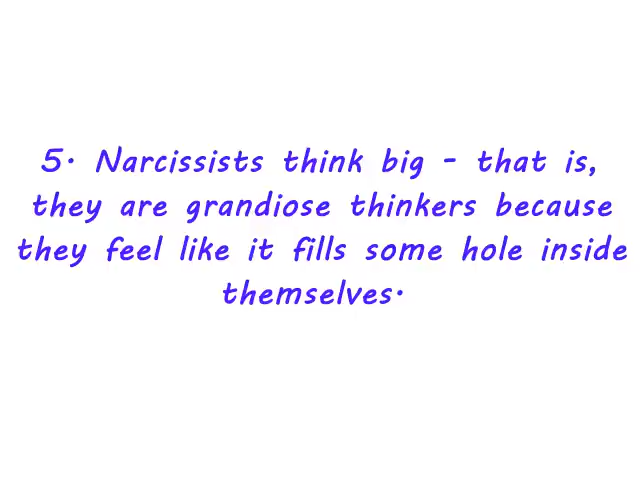 5. Narcissists think big - that is,
they are grandiose thinkers because
they feel like it fills some hole inside
themselves.